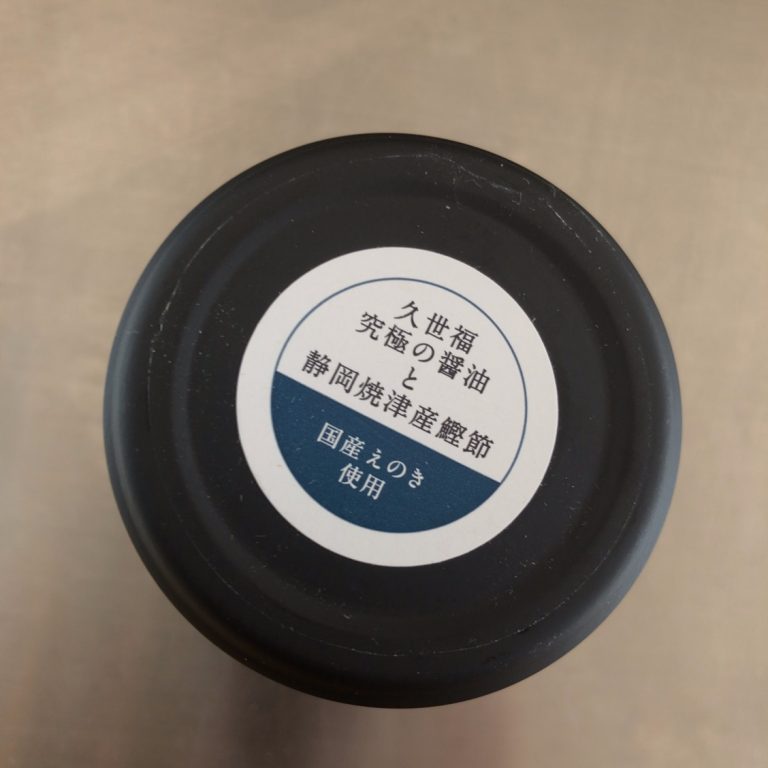 久世福
究極の醤油
と
静岡焼津産鰹節
国産えのき
使用